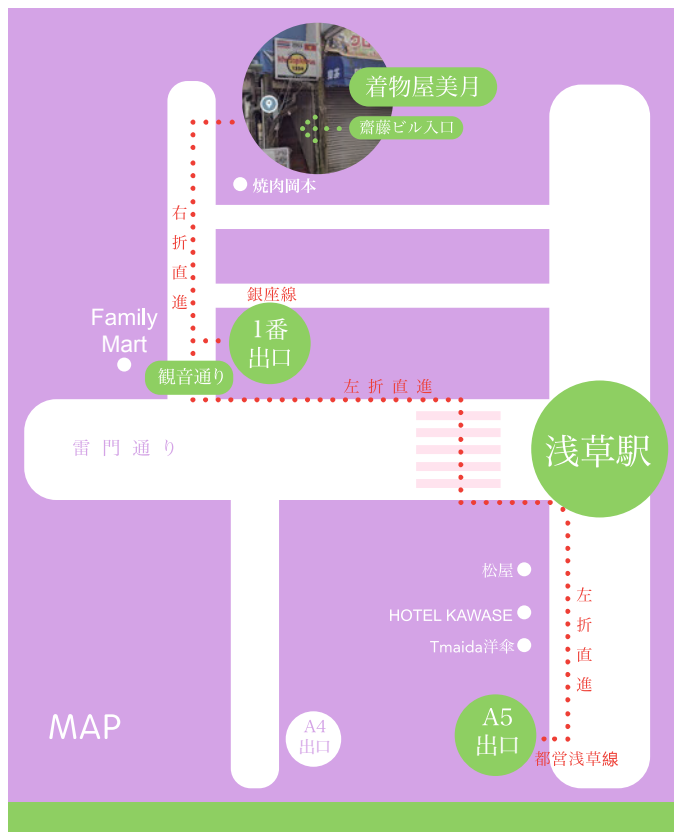 着物屋美月
齋藤ビル入口
焼肉岡本
右折直進
銀座線
1番
出口
Family
Mart
観音通り
左折直進
雷門通り
浅草駅
松屋
HOTEL KAWASE
Tmaida洋傘
左折直進
A5
出口
都営浅草線
A4
出口
MAP